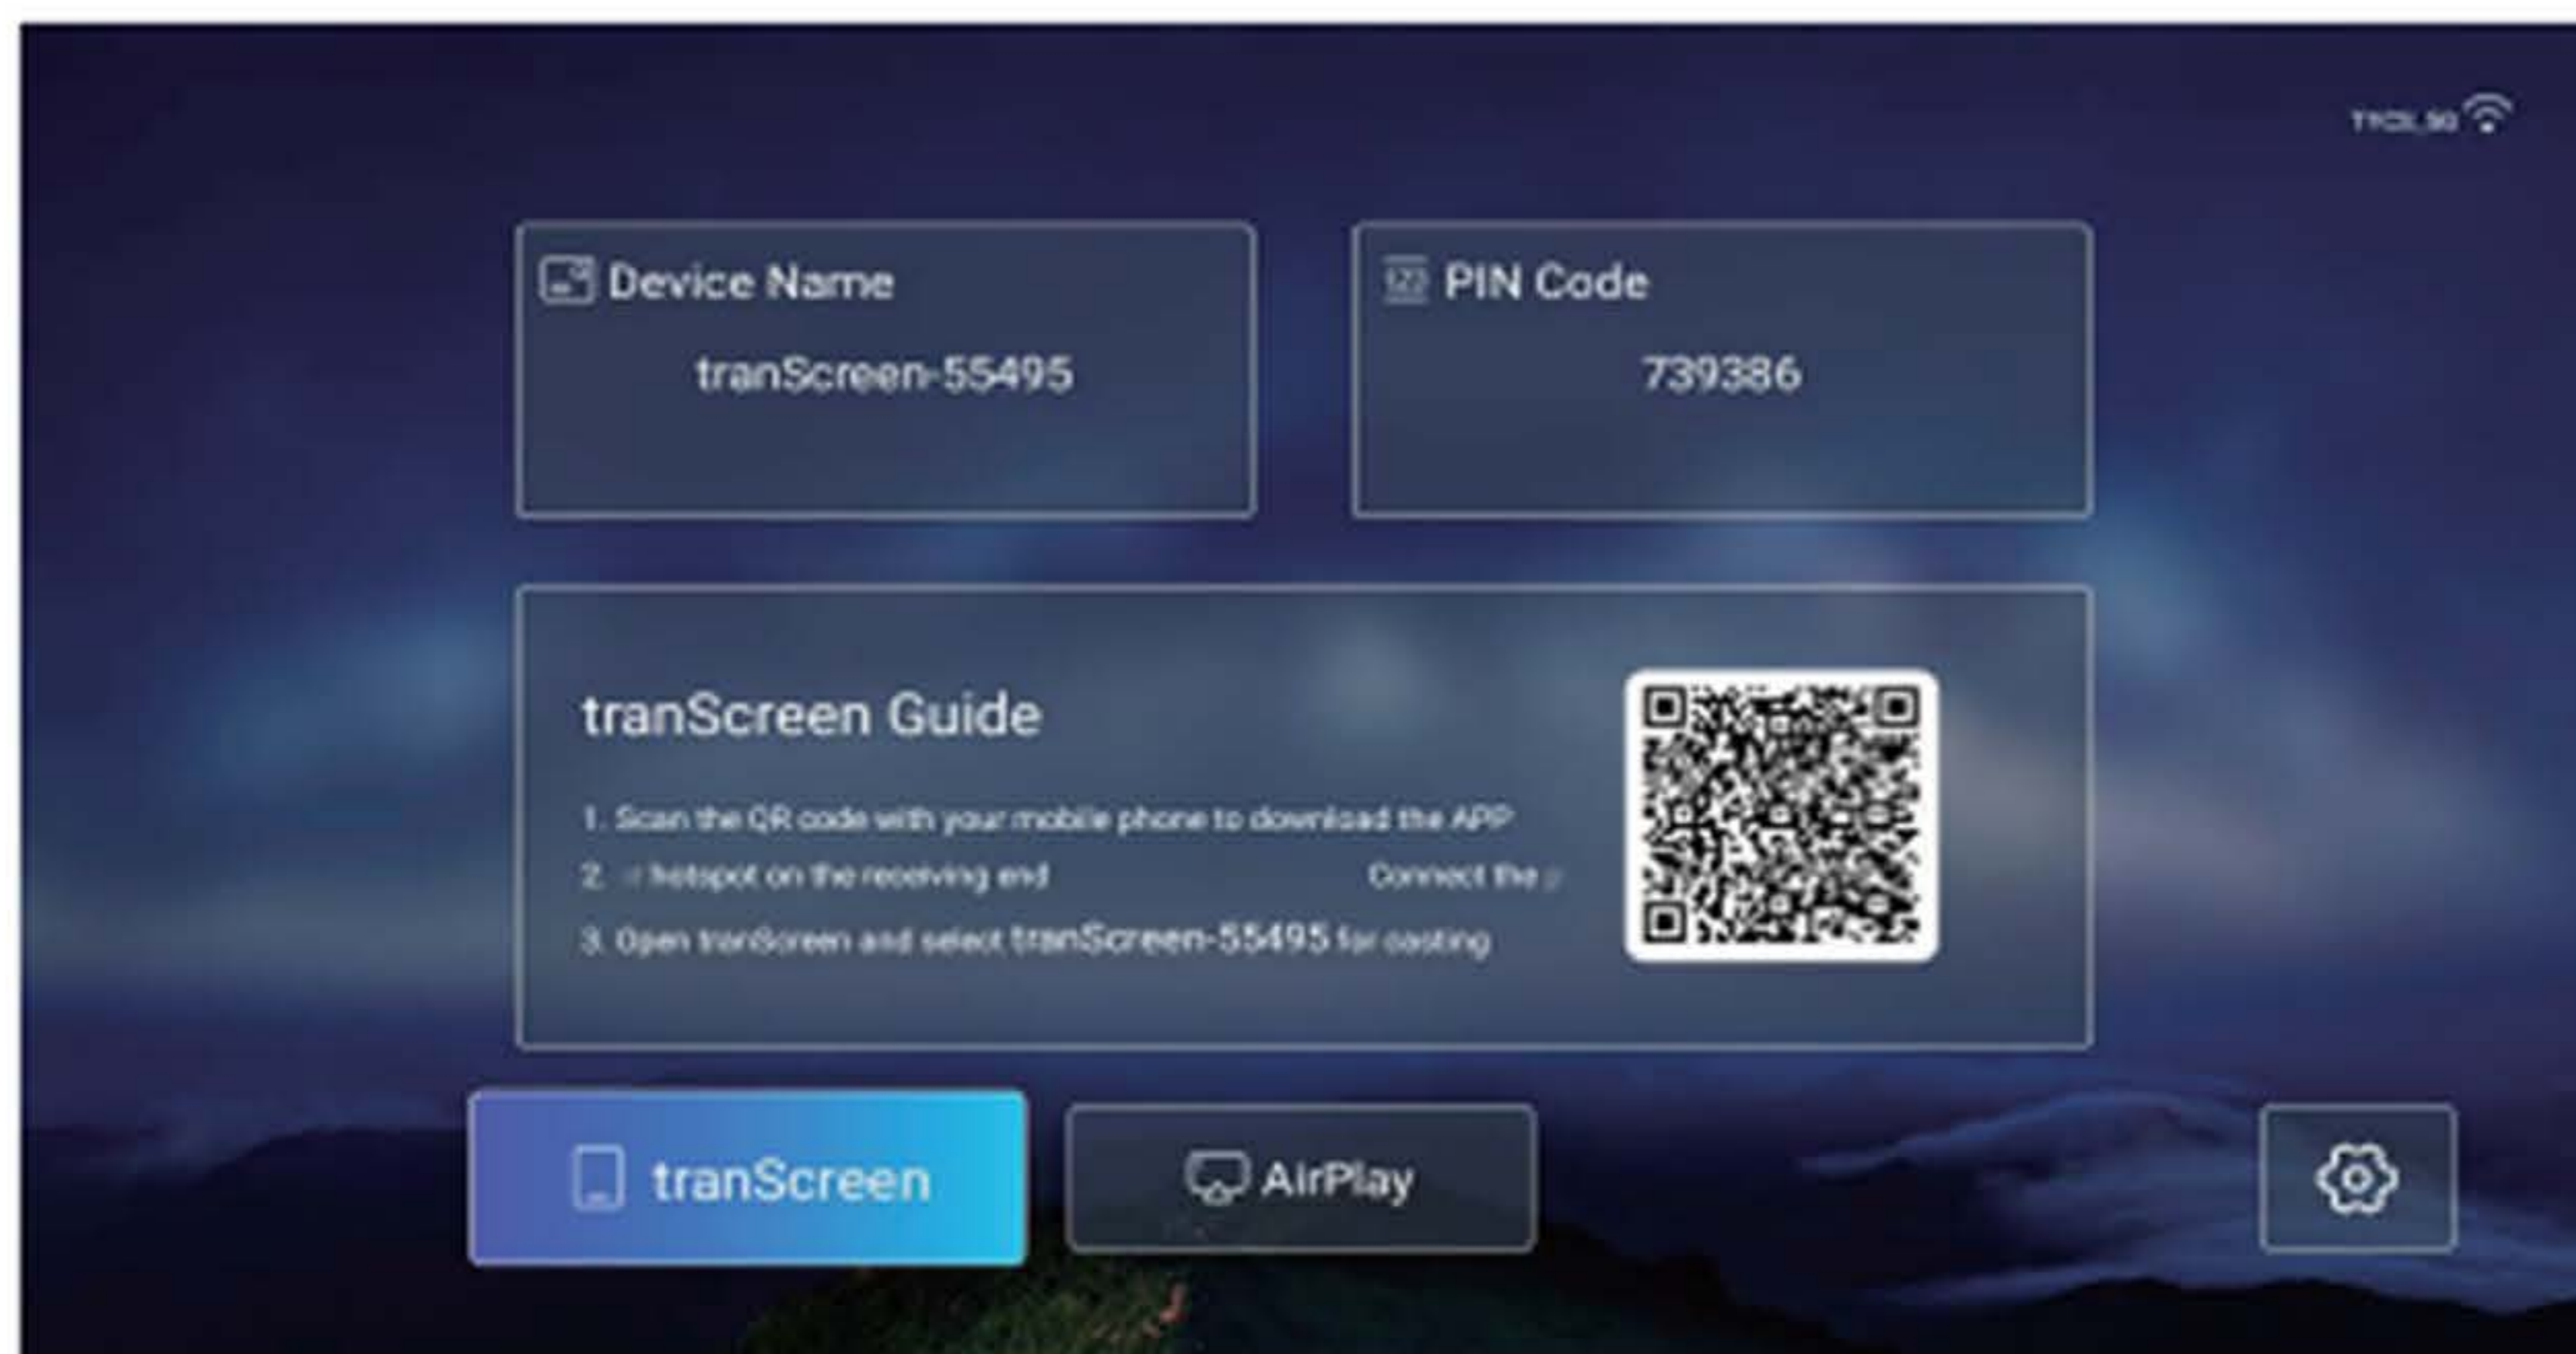 Device Name
tranScreen-55495
PIN Code
739386
tranScreen Guide
1. Scan the QR code with your mobile phone to download the APP
2. hotspot on the receiving end Connect the
3. Open tranScreen and select tranScreen-55495 for casting
tranScreen
AirPlay